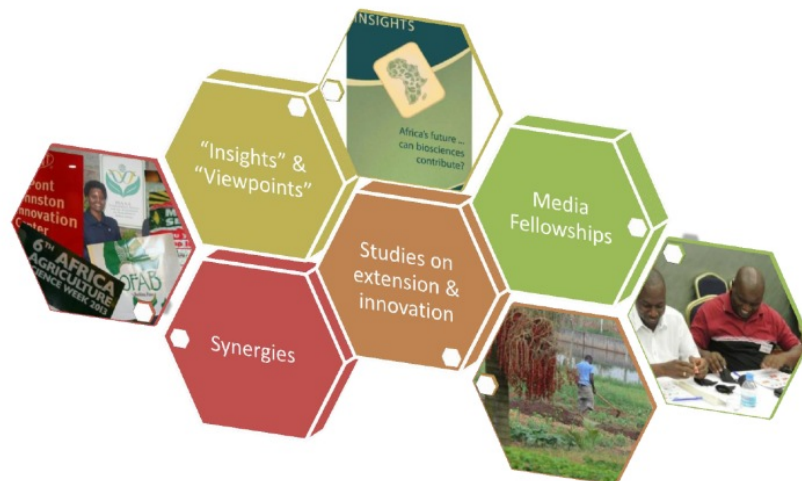 INSIGHTS
Africa's future ...
can biosciences
contribute?
"Insights" &
"Viewpoints"
Media
Fellowships
Studies on
extension &
innovation
Synergies
Innovation
Center
6TH AFRICA
AGRICULTURE
SCIENCE WEEK 2013
OFAB